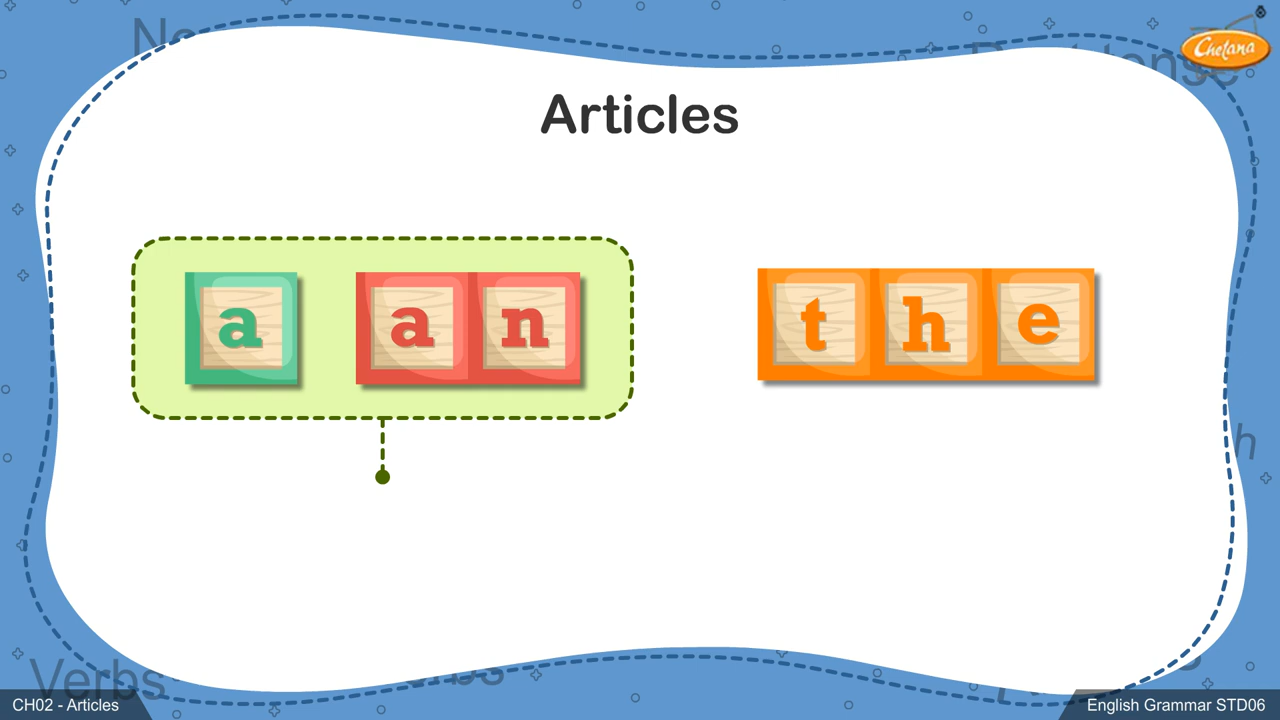 Chetana
Articles
a an the
Verbs
CH02 - Articles
English Grammar STD06